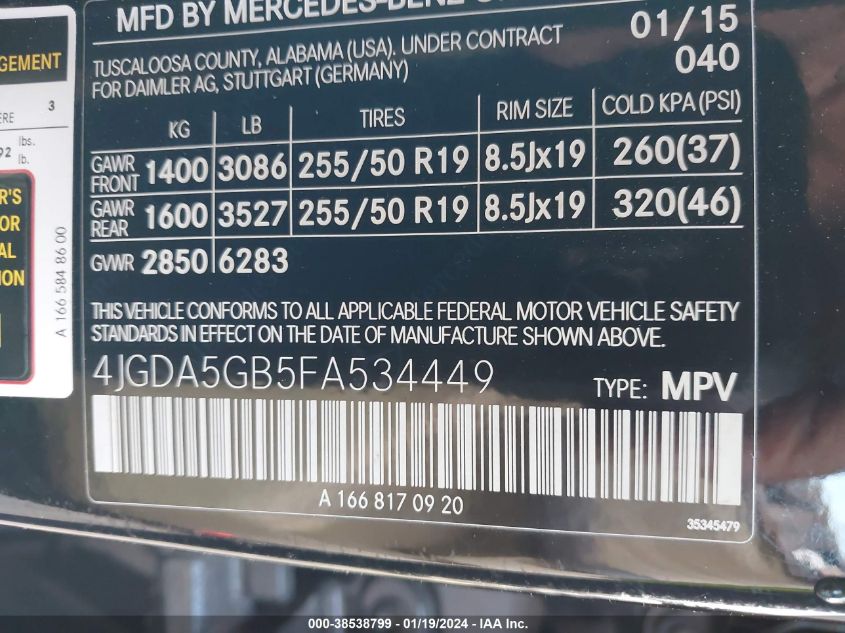 MFD BY MERCEDES-BENZ
01/15
TUSCALOOSA COUNTY, ALABAMA (USA), UNDER CONTRACT
FOR DAIMLER AG, STUTTGART (GERMANY)
040
KG LB TIRES RIM SIZE COLD KPA (PSI)
GAWR FRONT 1400 3086 255/50 R19 8.5Jx19 260(37)
GAWR REAR 1600 3527 255/50 R19 8.5Jx19 320(46)
GVWR 2850 6283
THIS VEHICLE CONFORMS TO ALL APPLICABLE FEDERAL MOTOR VEHICLE SAFETY
STANDARDS IN EFFECT ON THE DATE OF MANUFACTURE SHOWN ABOVE.
4JGDA5GB5FA534449 TYPE: MPV
A 166 817 09 20
35345479
3
lbs.
lb.
A 166 584 86 00
000-38538799 - 01/19/2024 - IAAI Inc.